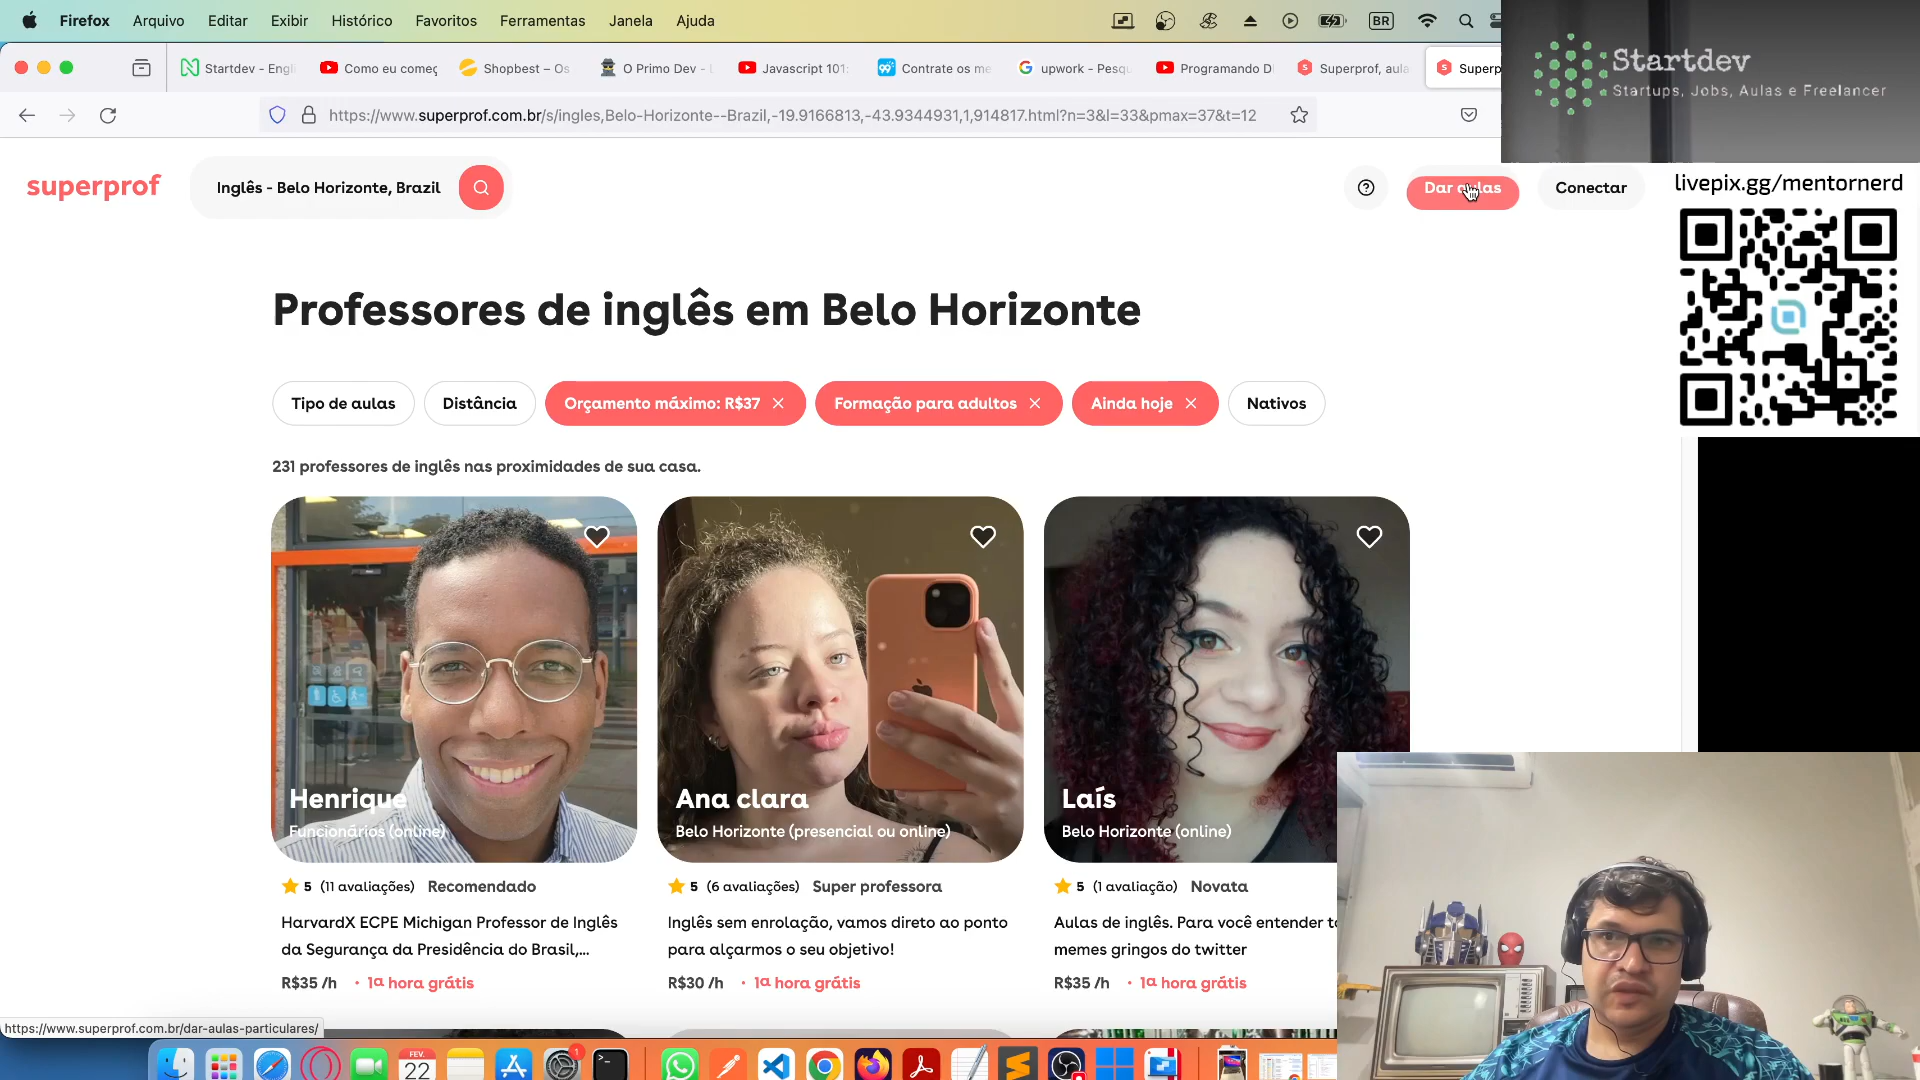 Firefox Arquivo Editar Exibir Histórico Favoritos Ferramentas Janela Ajuda BR
Startdev - Engli Como eu começ Shopbest – Os O Primo Dev - L Javascript 101: Contrate os me upwork - Pesqu Programando D Superprof, aula Superp
https://www.superprof.com.br/s/ingles,Belo-Horizonte--Brazil,-19.9166813,-43.9344931,1,914817.html?n=3&l=33&pmax=37&t=12
Startdev
Startups, Jobs, Aulas e Freelancer
superprof Inglês - Belo Horizonte, Brazil Dar aulas Conectar
livepix.gg/mentornerd
Professores de inglês em Belo Horizonte
Tipo de aulas Distância Orçamento máximo: R$37 Formação para adultos Ainda hoje Nativos
231 professores de inglês nas proximidades de sua casa.
Henrique
Funcionários (online)
5 (11 avaliações) Recomendado
HarvardX ECPE Michigan Professor de Inglês
da Segurança da Presidência do Brasil,...
R$35 /h • 1ª hora grátis
Ana clara
Belo Horizonte (presencial ou online)
5 (6 avaliações) Super professora
Inglês sem enrolação, vamos direto ao ponto
para alçarmos o seu objetivo!
R$30 /h • 1ª hora grátis
Laís
Belo Horizonte (online)
5 (1 avaliação) Novata
Aulas de inglês. Para você entender to
memes gringos do twitter
R$35 /h • 1ª hora grátis
https://www.superprof.com.br/dar-aulas-particulares/
FEV.
22
1